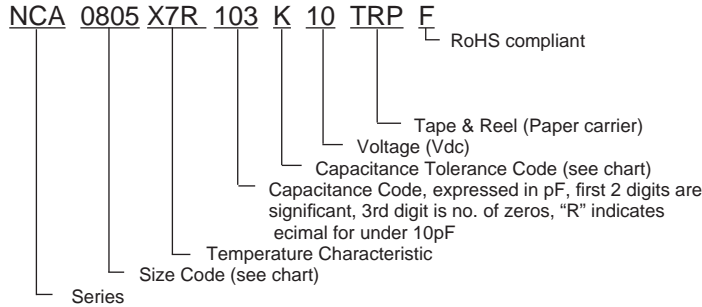 NCA 0805 X7R 103 K 10 TRP F
RoHS compliant
Tape & Reel (Paper carrier)
Voltage (Vdc)
Capacitance Tolerance Code (see chart)
Capacitance Code, expressed in pF, first 2 digits are
significant, 3rd digit is no. of zeros, “R” indicates
ecimal for under 10pF
Temperature Characteristic
Size Code (see chart)
Series